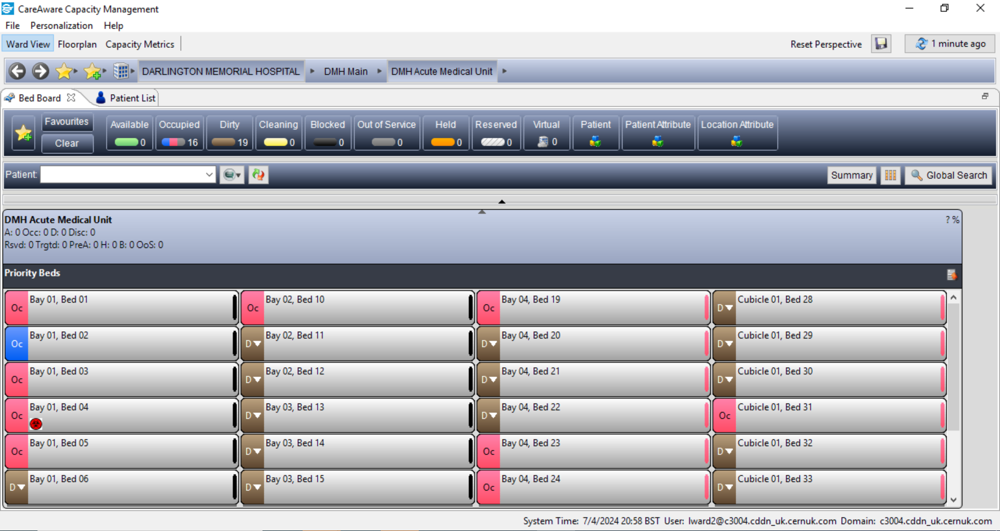 CareAware Capacity Management
File Personalization Help
Ward View Floorplan Capacity Metrics Reset Perspective 1 minute ago
DARLINGTON MEMORIAL HOSPITAL DMH Main DMH Acute Medical Unit
Bed Board Patient List
Favourites
Clear
Available Occupied Dirty Cleaning Blocked Out of Service Held Reserved Virtual Patient Patient Attribute Location Attribute
0 16 19 0 0 0 0 0 0
Patient: Summary Global Search
DMH Acute Medical Unit ? %
A: 0 Occ: 0 D: 0 Disc: 0
Rsvd: 0 Trgtd: 0 PreA: 0 H: 0 B: 0 OoS: 0
Priority Beds
Oc Bay 01, Bed 01 Oc Bay 02, Bed 10 Oc Bay 04, Bed 19 D Cubicle 01, Bed 28
Oc Bay 01, Bed 02 D Bay 02, Bed 11 D Bay 04, Bed 20 D Cubicle 01, Bed 29
Oc Bay 01, Bed 03 D Bay 02, Bed 12 D Bay 04, Bed 21 D Cubicle 01, Bed 30
Oc Bay 01, Bed 04 D Bay 03, Bed 13 D Bay 04, Bed 22 Oc Cubicle 01, Bed 31
Oc Bay 01, Bed 05 D Bay 03, Bed 14 Oc Bay 04, Bed 23 D Cubicle 01, Bed 32
D Bay 01, Bed 06 D Bay 03, Bed 15 Oc Bay 04, Bed 24 D Cubicle 01, Bed 33
System Time: 7/4/2024 20:58 BST User: lward2@c3004.cddn_uk.cernuk.com Domain: c3004.cddn_uk.cernuk.com